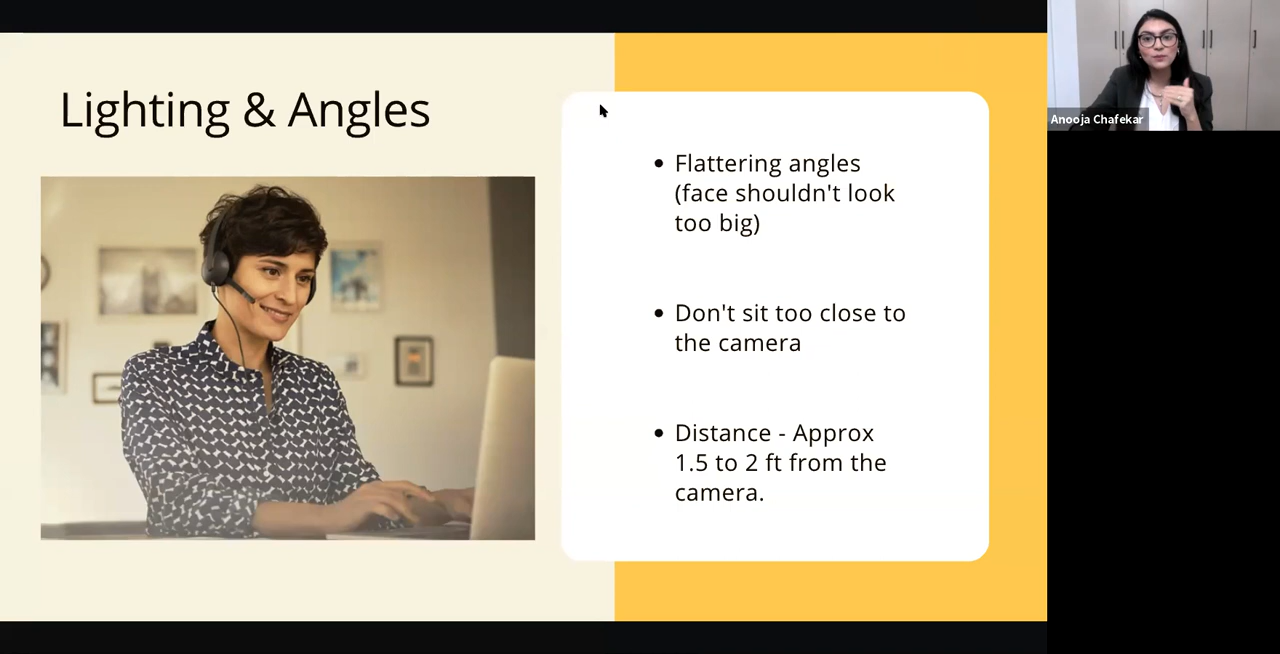 Lighting & Angles
• Flattering angles
(face shouldn't look
too big)
• Don't sit too close to
the camera
• Distance - Approx
1.5 to 2 ft from the
camera.
Anooja Chafekar